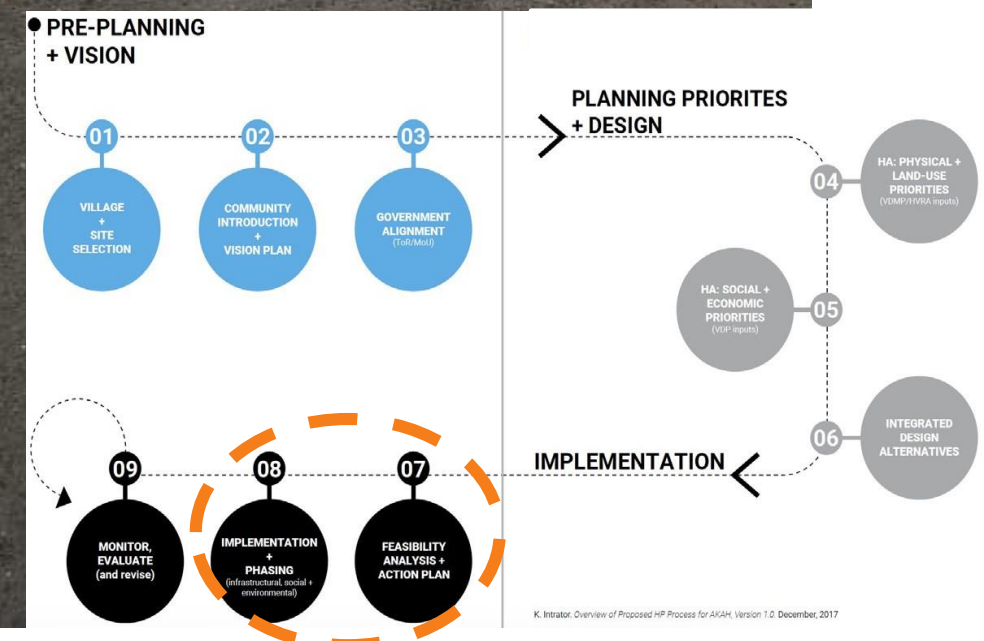 PRE-PLANNING
+ VISION
01
02
03
VILLAGE
+
SITE
SELECTION
COMMUNITY
INTRODUCTION
+
VISION PLAN
GOVERNMENT
ALIGNMENT
(ToR/MoU)
PLANNING PRIORITES
+ DESIGN
04
HA: PHYSICAL +
LAND-USE
PRIORITIES
(VDMP/HVRA inputs)
05
HA: SOCIAL +
ECONOMIC
PRIORITIES
(VDP inputs)
06
INTEGRATED
DESIGN
ALTERNATIVES
IMPLEMENTATION
07
FEASIBILITY
ANALYSIS +
ACTION PLAN
08
IMPLEMENTATION
+
PHASING
(infrastructural, social +
environmental)
09
MONITOR,
EVALUATE
(and revise)
K. Intrator. Overview of Proposed HP Process for AKAH, Version 1.0. December, 2017